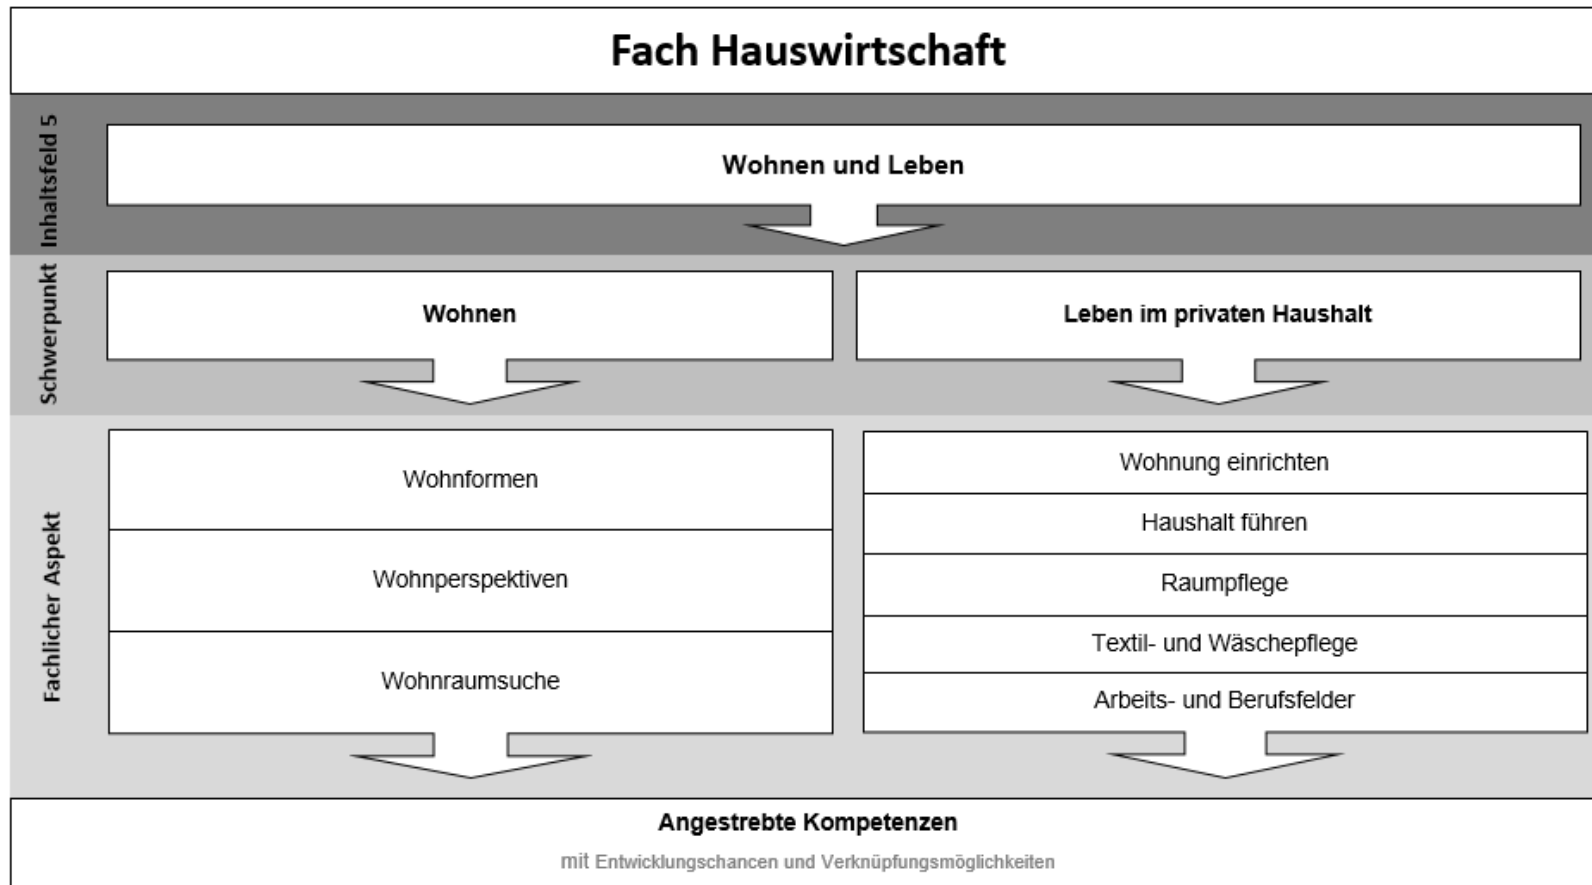 Fach Hauswirtschaft
Inhaltsfeld 5
Wohnen und Leben
Schwerpunkt
Wohnen
Leben im privaten Haushalt
Fachlicher Aspekt
Wohnformen
Wohnperspektiven
Wohnraumsuche
Wohnung einrichten
Haushalt führen
Raumpflege
Textil- und Wäschepflege
Arbeits- und Berufsfelder
Angestrebte Kompetenzen
mit Entwicklungschancen und Verknüpfungsmöglichkeiten